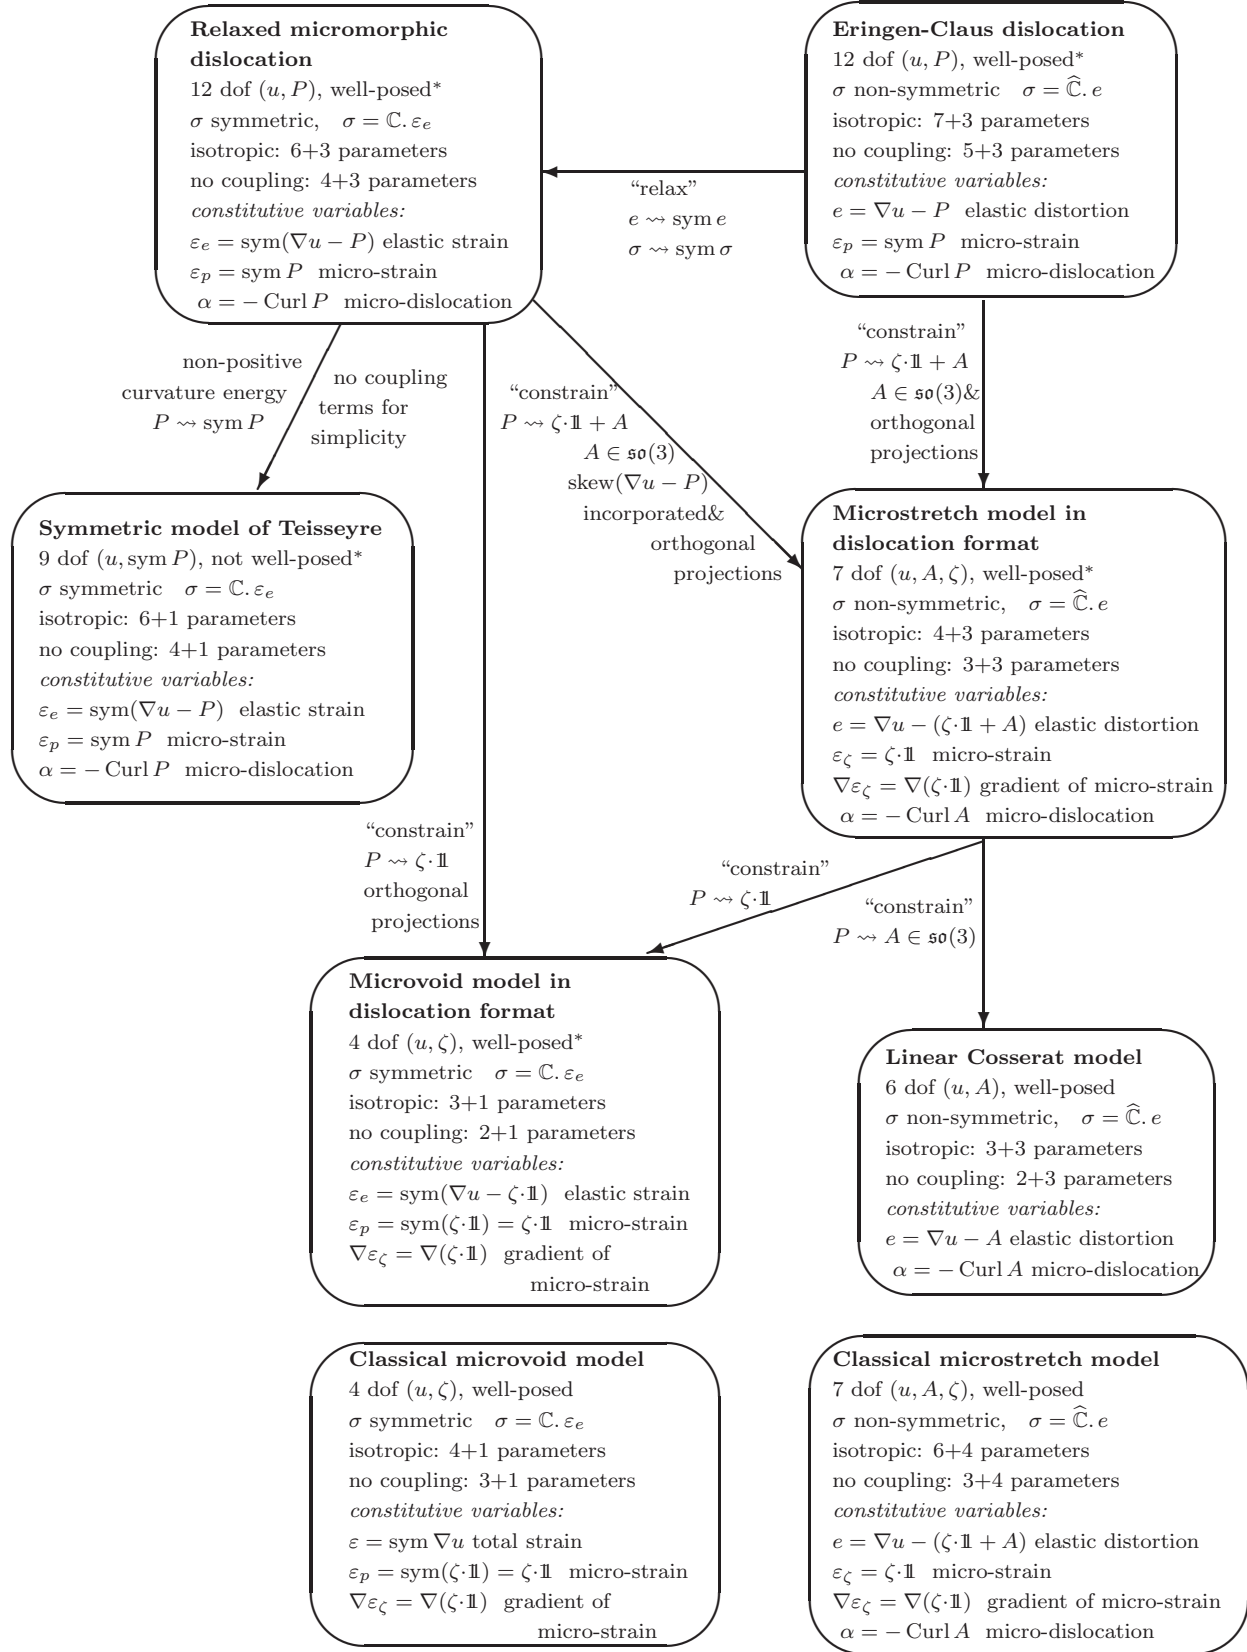 Relaxed micromorphic
dislocation
12 dof (u, P), well-posed*
σ symmetric, σ = ℂ. εₑ
isotropic: 6+3 parameters
no coupling: 4+3 parameters
constitutive variables:
εₑ = sym(∇u − P) elastic strain
εₚ = sym P micro-strain
α = − Curl P micro-dislocation
Eringen-Claus dislocation
12 dof (u, P), well-posed*
σ non-symmetric σ = ℂ̂. e
isotropic: 7+3 parameters
no coupling: 5+3 parameters
constitutive variables:
e = ∇u − P elastic distortion
εₚ = sym P micro-strain
α = − Curl P micro-dislocation
“relax”
e ⇝ sym e
σ ⇝ sym σ
non-positive
curvature energy
P ⇝ sym P
no coupling
terms for
simplicity
“constrain”
P ⇝ ζ·𝟙 + A
A ∈ 𝔰𝔬(3)
skew(∇u − P)
incorporated&
orthogonal
projections
“constrain”
P ⇝ ζ·𝟙 + A
A ∈ 𝔰𝔬(3)&
orthogonal
projections
Symmetric model of Teisseyre
9 dof (u, sym P), not well-posed*
σ symmetric σ = ℂ. εₑ
isotropic: 6+1 parameters
no coupling: 4+1 parameters
constitutive variables:
εₑ = sym(∇u − P) elastic strain
εₚ = sym P micro-strain
α = − Curl P micro-dislocation
Microstretch model in
dislocation format
7 dof (u, A, ζ), well-posed*
σ non-symmetric, σ = ℂ̂. e
isotropic: 4+3 parameters
no coupling: 3+3 parameters
constitutive variables:
e = ∇u − (ζ·𝟙 + A) elastic distortion
ε_ζ = ζ·𝟙 micro-strain
∇ε_ζ = ∇(ζ·𝟙) gradient of micro-strain
α = − Curl A micro-dislocation
“constrain”
P ⇝ ζ·𝟙
orthogonal
projections
“constrain”
P ⇝ ζ·𝟙
“constrain”
P ⇝ A ∈ 𝔰𝔬(3)
Microvoid model in
dislocation format
4 dof (u, ζ), well-posed*
σ symmetric σ = ℂ. εₑ
isotropic: 3+1 parameters
no coupling: 2+1 parameters
constitutive variables:
εₑ = sym(∇u − ζ·𝟙) elastic strain
εₚ = sym(ζ·𝟙) = ζ·𝟙 micro-strain
∇ε_ζ = ∇(ζ·𝟙) gradient of
micro-strain
Linear Cosserat model
6 dof (u, A), well-posed
σ non-symmetric, σ = ℂ̂. e
isotropic: 3+3 parameters
no coupling: 2+3 parameters
constitutive variables:
e = ∇u − A elastic distortion
α = − Curl A micro-dislocation
Classical microvoid model
4 dof (u, ζ), well-posed
σ symmetric σ = ℂ. εₑ
isotropic: 4+1 parameters
no coupling: 3+1 parameters
constitutive variables:
ε = sym ∇u total strain
εₚ = sym(ζ·𝟙) = ζ·𝟙 micro-strain
∇ε_ζ = ∇(ζ·𝟙) gradient of
micro-strain
Classical microstretch model
7 dof (u, A, ζ), well-posed
σ non-symmetric, σ = ℂ̂. e
isotropic: 6+4 parameters
no coupling: 3+4 parameters
constitutive variables:
e = ∇u − (ζ·𝟙 + A) elastic distortion
ε_ζ = ζ·𝟙 micro-strain
∇ε_ζ = ∇(ζ·𝟙) gradient of micro-strain
α = − Curl A micro-dislocation